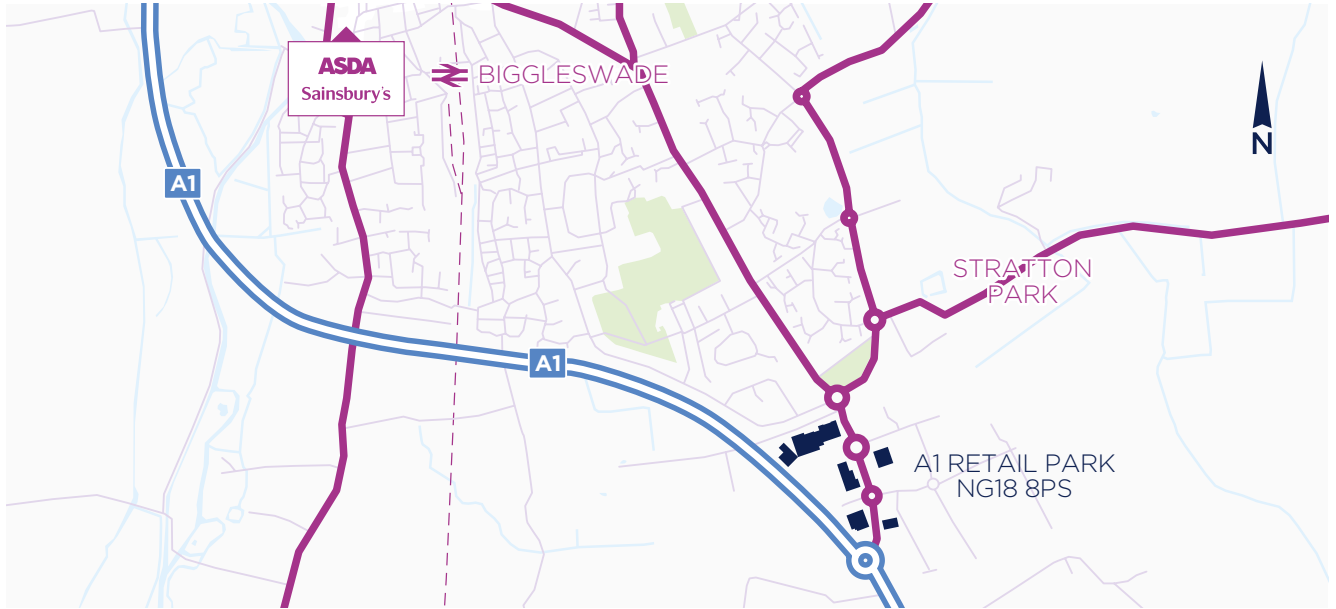 ASDA
Sainsbury's
BIGGLESWADE
A1
N
STRATTON
PARK
A1
A1 RETAIL PARK
NG18 8PS